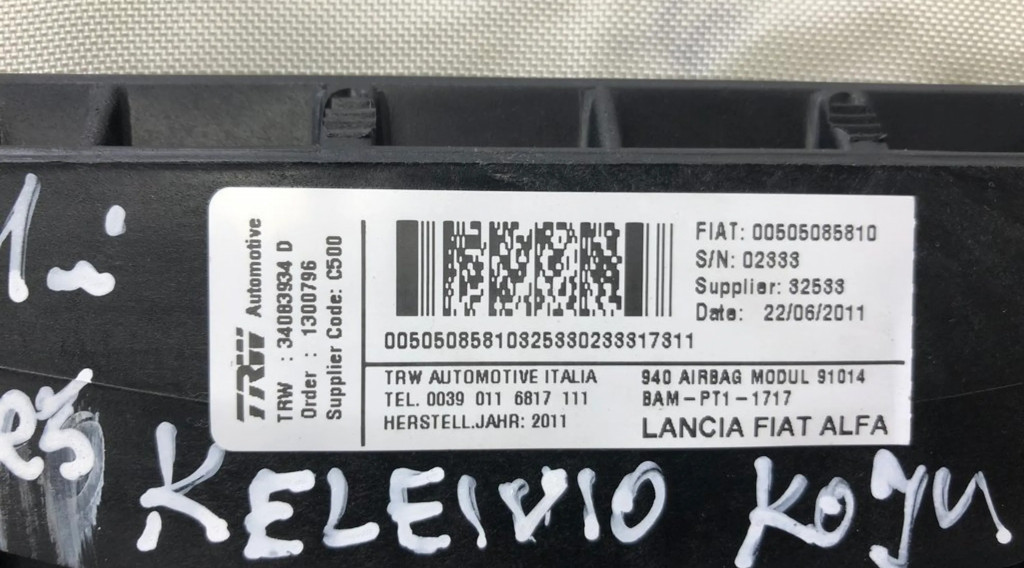 TRW Automotive
TRW : 34083934 D
Order : 1300796
Supplier Code: C500
FIAT: 00505085810
S/N: 02333
Supplier: 32533
Date: 22/06/2011
00505085810325330233317311
TRW AUTOMOTIVE ITALIA
TEL. 0039 011 6817 111
HERSTELL.JAHR: 2011
940 AIRBAG MODUL 91014
BAM-PT1-1717
LANCIA FIAT ALFA
KELEIVIO KOJU